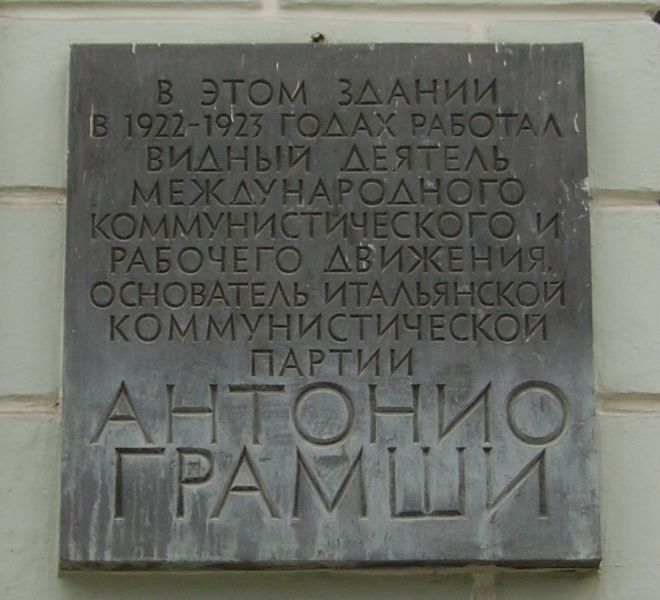 В ЭТОМ ЗДАНИИ
В 1922-1923 ГОДАХ РАБОТАЛ
ВИДНЫЙ ДЕЯТЕЛЬ
МЕЖДУНАРОДНОГО
КОММУНИСТИЧЕСКОГО И
РАБОЧЕГО ДВИЖЕНИЯ,
ОСНОВАТЕЛЬ ИТАЛЬЯНСКОЙ
КОММУНИСТИЧЕСКОЙ
ПАРТИИ
АНТОНИО
ГРАМШИ